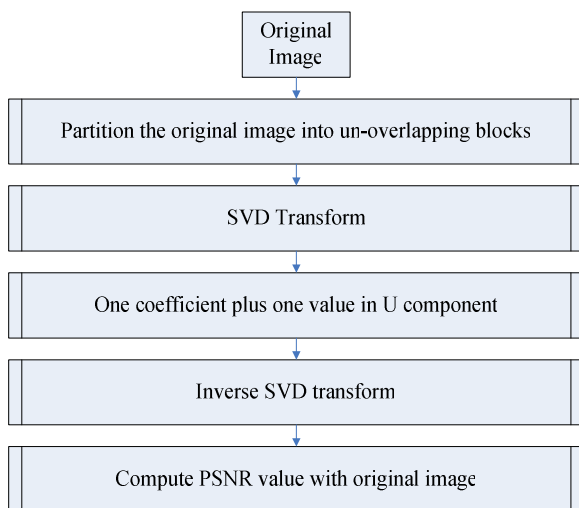 Original
Image
Partition the original image into un-overlapping blocks
SVD Transform
One coefficient plus one value in U component
Inverse SVD transform
Compute PSNR value with original image